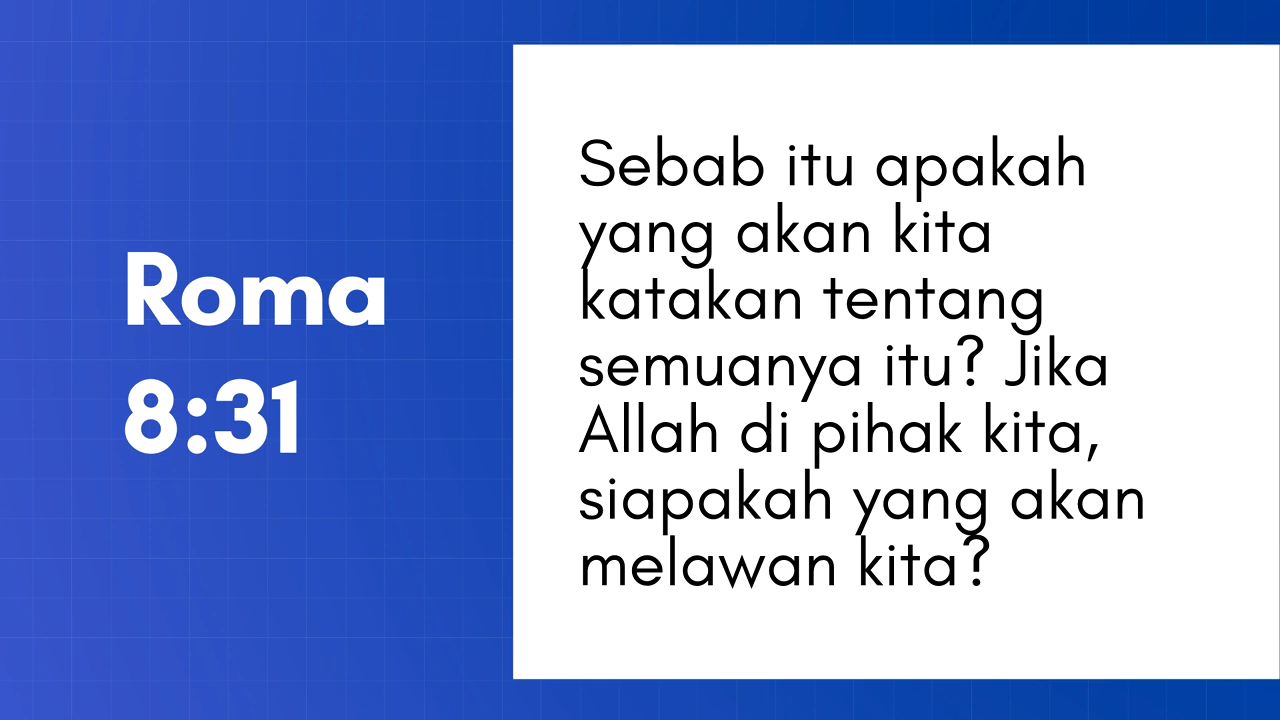 Roma
8:31
Sebab itu apakah
yang akan kita
katakan tentang
semuanya itu? Jika
Allah di pihak kita,
siapakah yang akan
melawan kita?